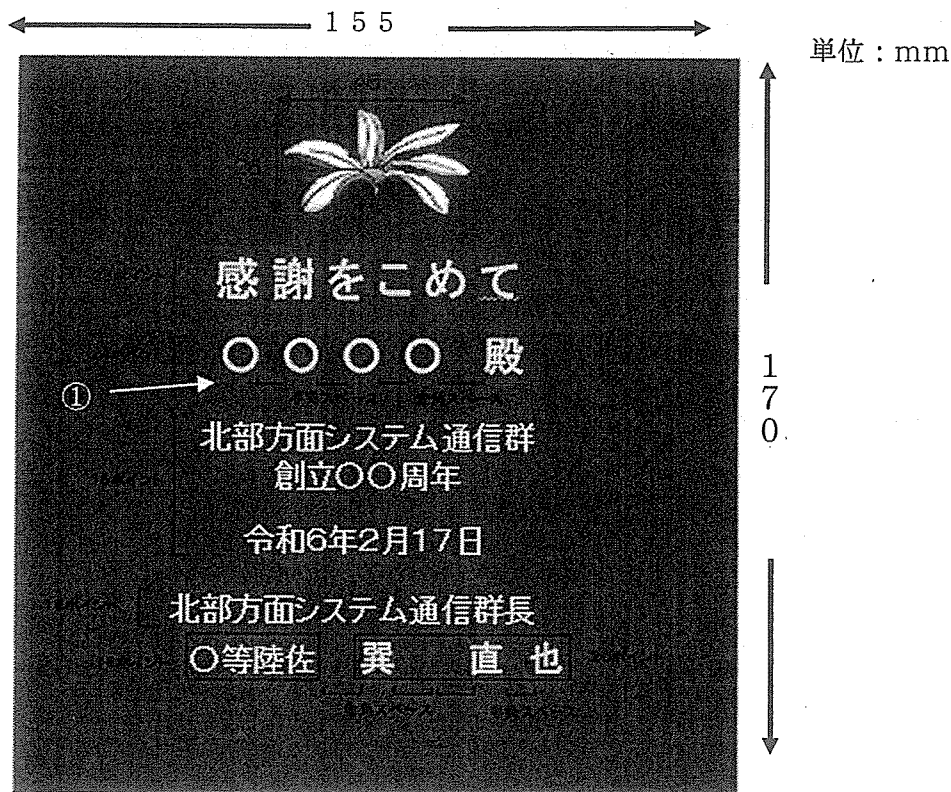 155
単位：mm
感謝をこめて
〇〇〇〇 殿
①
170
北部方面システム通信群
創立〇〇周年
令和6年2月17日
北部方面システム通信群長
〇等陸佐 巽 直也